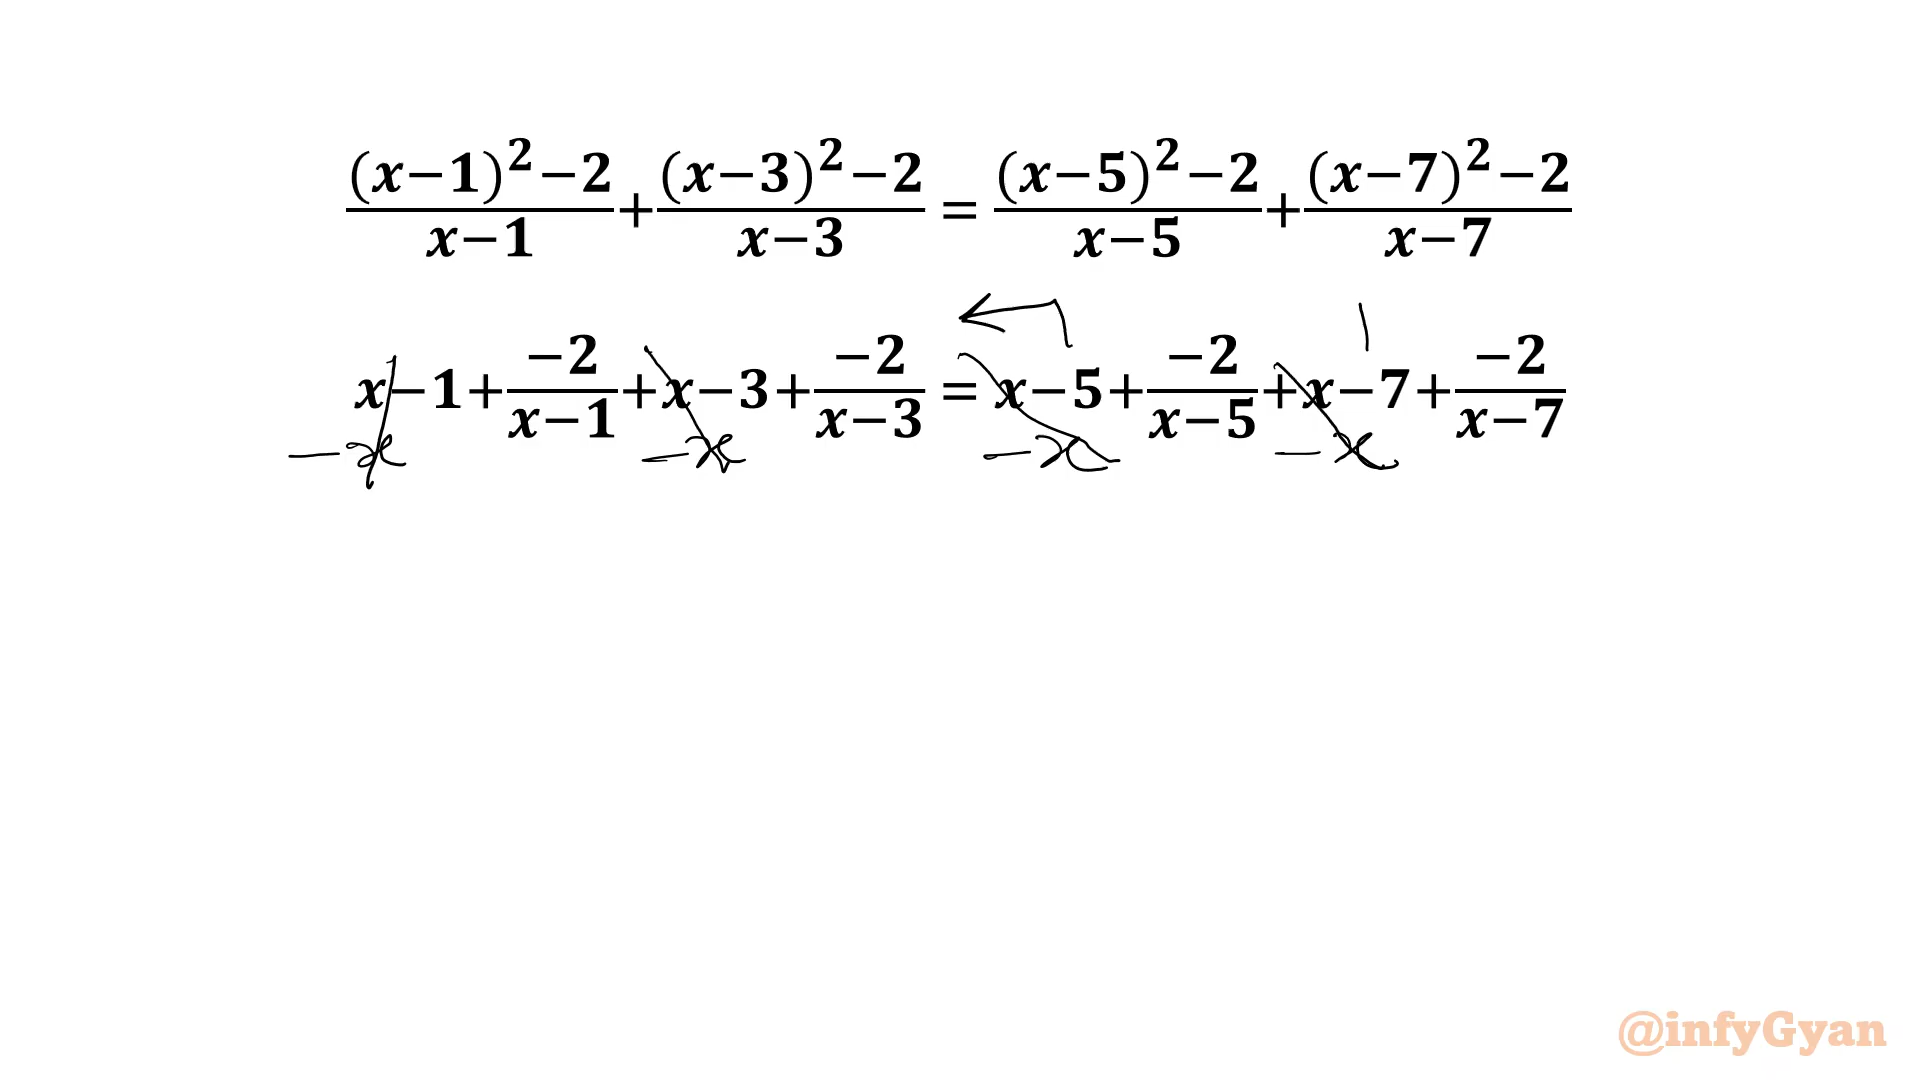 (x−1)²−2/x−1 + (x−3)²−2/x−3 = (x−5)²−2/x−5 + (x−7)²−2/x−7
x−1+ −2/x−1 + x−3+ −2/x−3 = x−5+ −2/x−5 + x−7+ −2/x−7
−x −x −x −x
@infyGyan